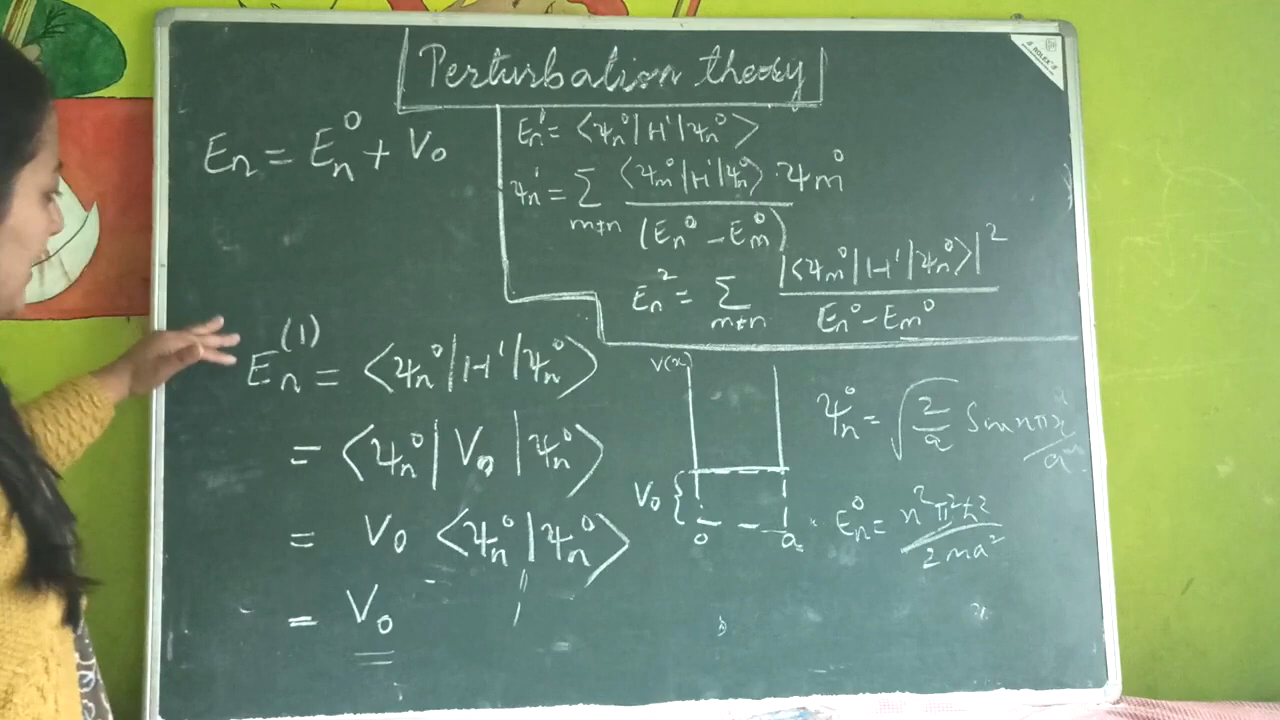 Perturbation theory
En = En⁰ + V₀
En¹ = <ψn⁰|H'|ψn⁰>
ψn¹ = Σ m≠n <ψm⁰|H'|ψn⁰> / (En⁰ - Em⁰) · ψm⁰
En² = Σ m≠n |<ψm⁰|H'|ψn⁰>|² / En⁰ - Em⁰
En⁽¹⁾ = <ψn⁰|H'|ψn⁰>
= <ψn⁰|V₀|ψn⁰>
= V₀ <ψn⁰|ψn⁰>
= V₀
V(x)
V₀
0 a
ψn⁰ = √(2/a) Sin nπx/a
En⁰ = n²π²ħ² / 2ma²
ROLEX